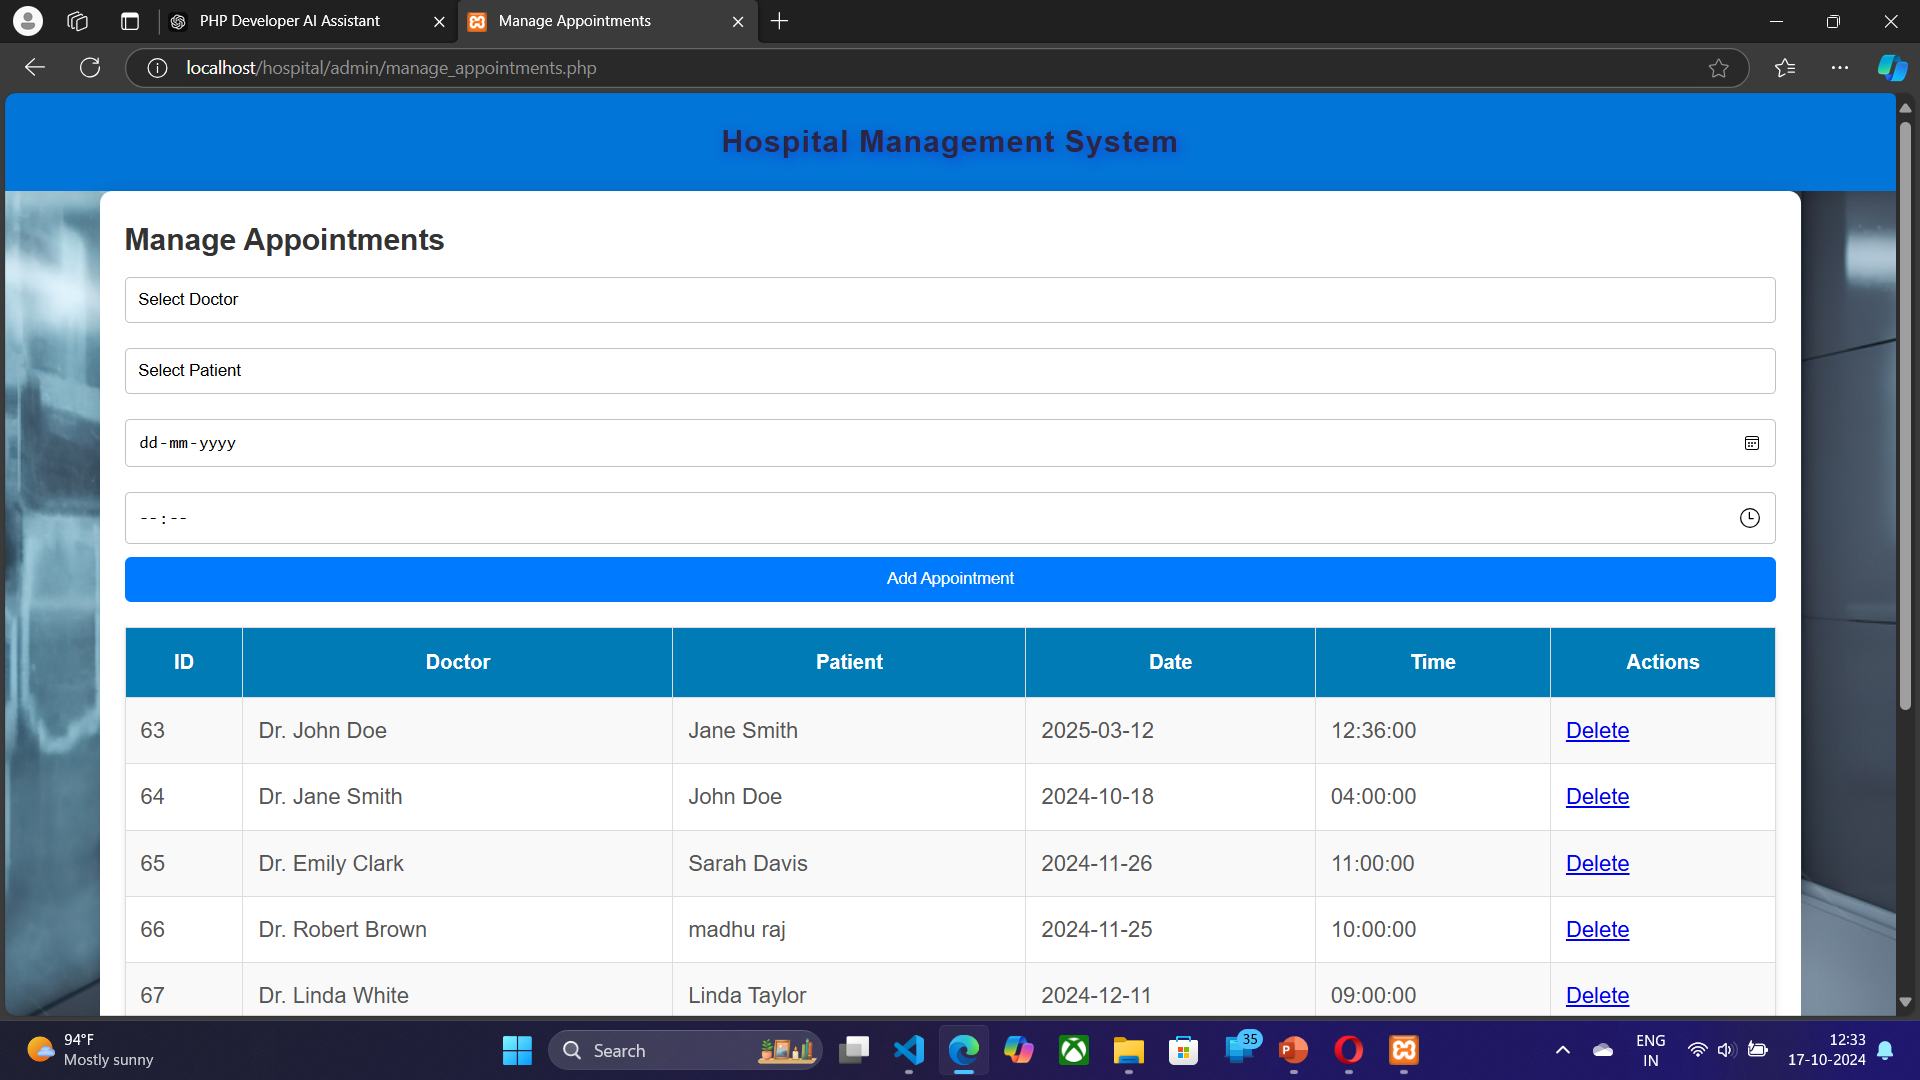 PHP Developer AI Assistant
Manage Appointments
localhost/hospital/admin/manage_appointments.php
Hospital Management System
Manage Appointments
Select Doctor
Select Patient
dd-mm-yyyy
--:--
Add Appointment
ID Doctor Patient Date Time Actions
63 Dr. John Doe Jane Smith 2025-03-12 12:36:00 Delete
64 Dr. Jane Smith John Doe 2024-10-18 04:00:00 Delete
65 Dr. Emily Clark Sarah Davis 2024-11-26 11:00:00 Delete
66 Dr. Robert Brown madhu raj 2024-11-25 10:00:00 Delete
67 Dr. Linda White Linda Taylor 2024-12-11 09:00:00 Delete
94°F
Mostly sunny
Search
35
P
ENG
IN
12:33
17-10-2024